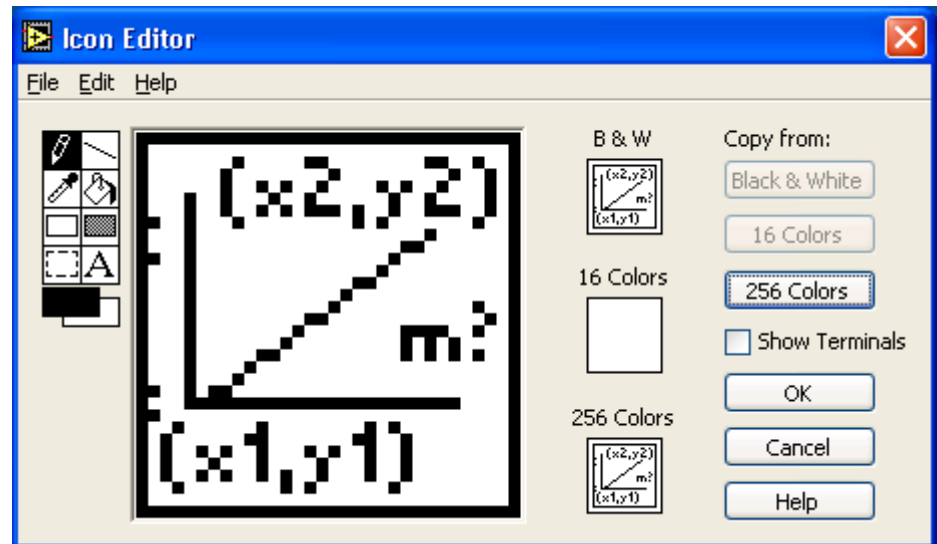 Icon Editor
File Edit Help
B & W
Copy from:
Black & White
16 Colors
256 Colors
Show Terminals
OK
Cancel
Help
16 Colors
256 Colors
A
(x2,y2)
m?
(x1,y1)
(x2,y2)
m?
(x1,y1)
(x2,y2)
m?
(x1,y1)